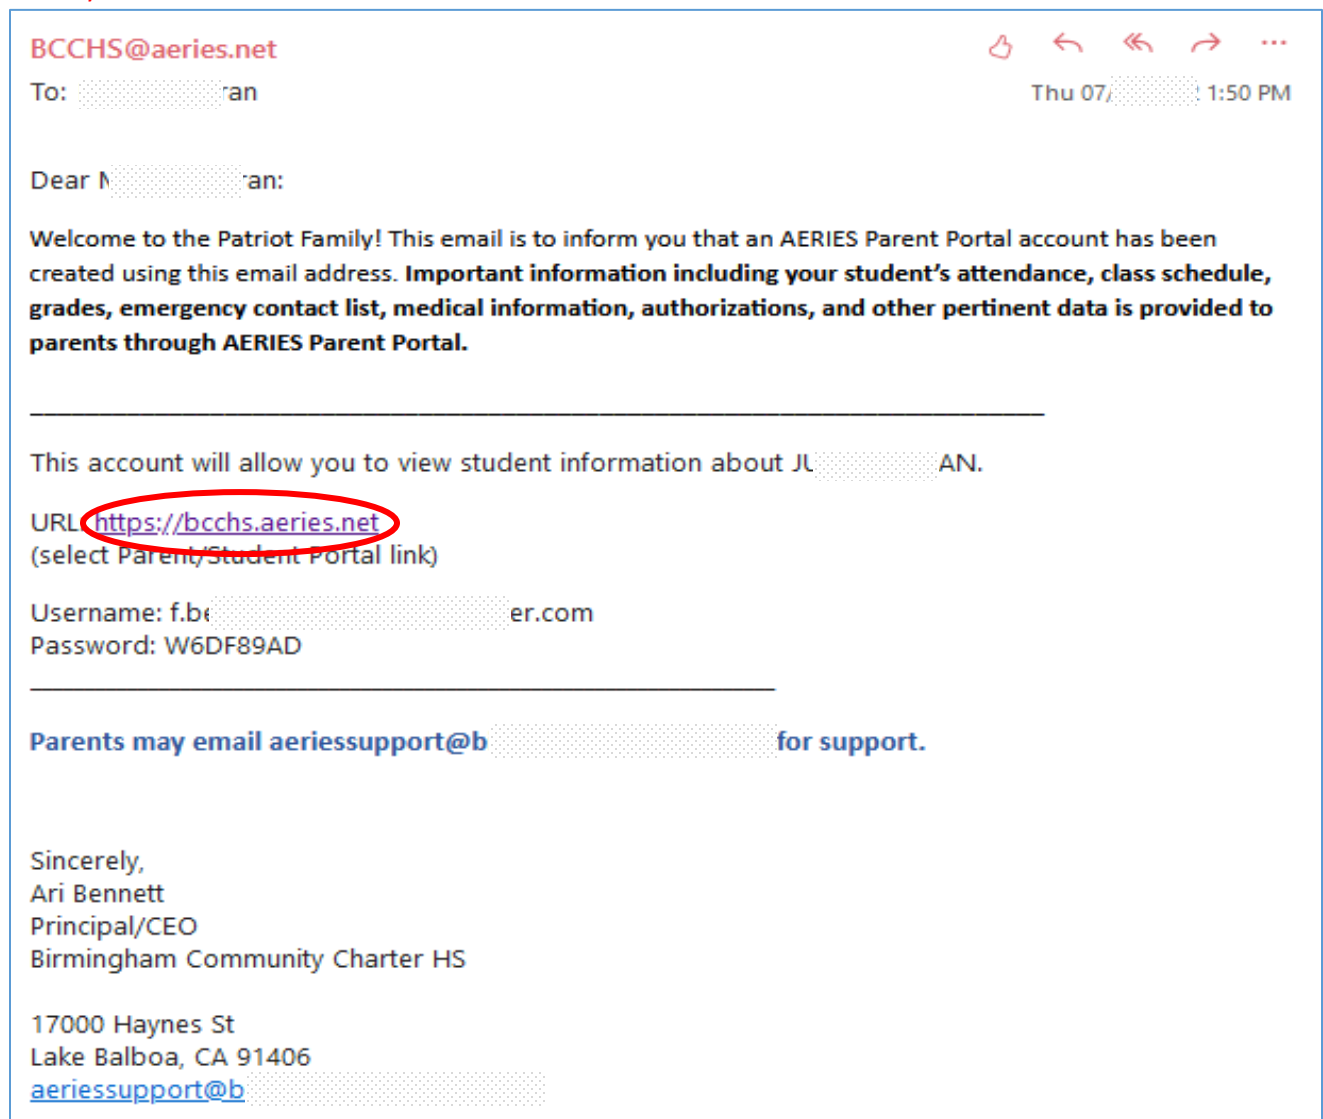 BCCHS@aeries.net
To: ran
Thu 07/ 1:50 PM
Dear an:
Welcome to the Patriot Family! This email is to inform you that an AERIES Parent Portal account has been
created using this email address. Important information including your student's attendance, class schedule,
grades, emergency contact list, medical information, authorizations, and other pertinent data is provided to
parents through AERIES Parent Portal.
This account will allow you to view student information about JU AN.
URL: https://bcchs.aeries.net
(select Parent/Student Portal link)
Username: f.be er.com
Password: W6DF89AD
Parents may email aeriessupport@b for support.
Sincerely,
Ari Bennett
Principal/CEO
Birmingham Community Charter HS
17000 Haynes St
Lake Balboa, CA 91406
aeriessupport@b